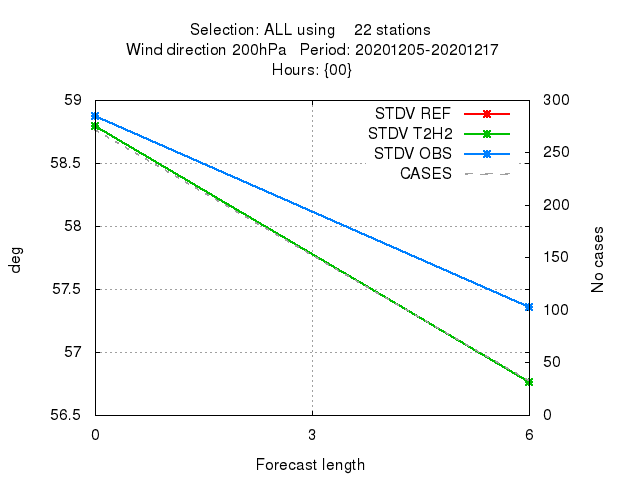 Selection: ALL using    22 stations
Wind direction 200hPa   Period: 20201205-20201217
Hours: {00}
59
58.5
58
57.5
57
56.5
300
250
200
150
100
50
0
STDV REF
STDV T2H2
STDV OBS
CASES
deg
No cases
0 3 6
Forecast length